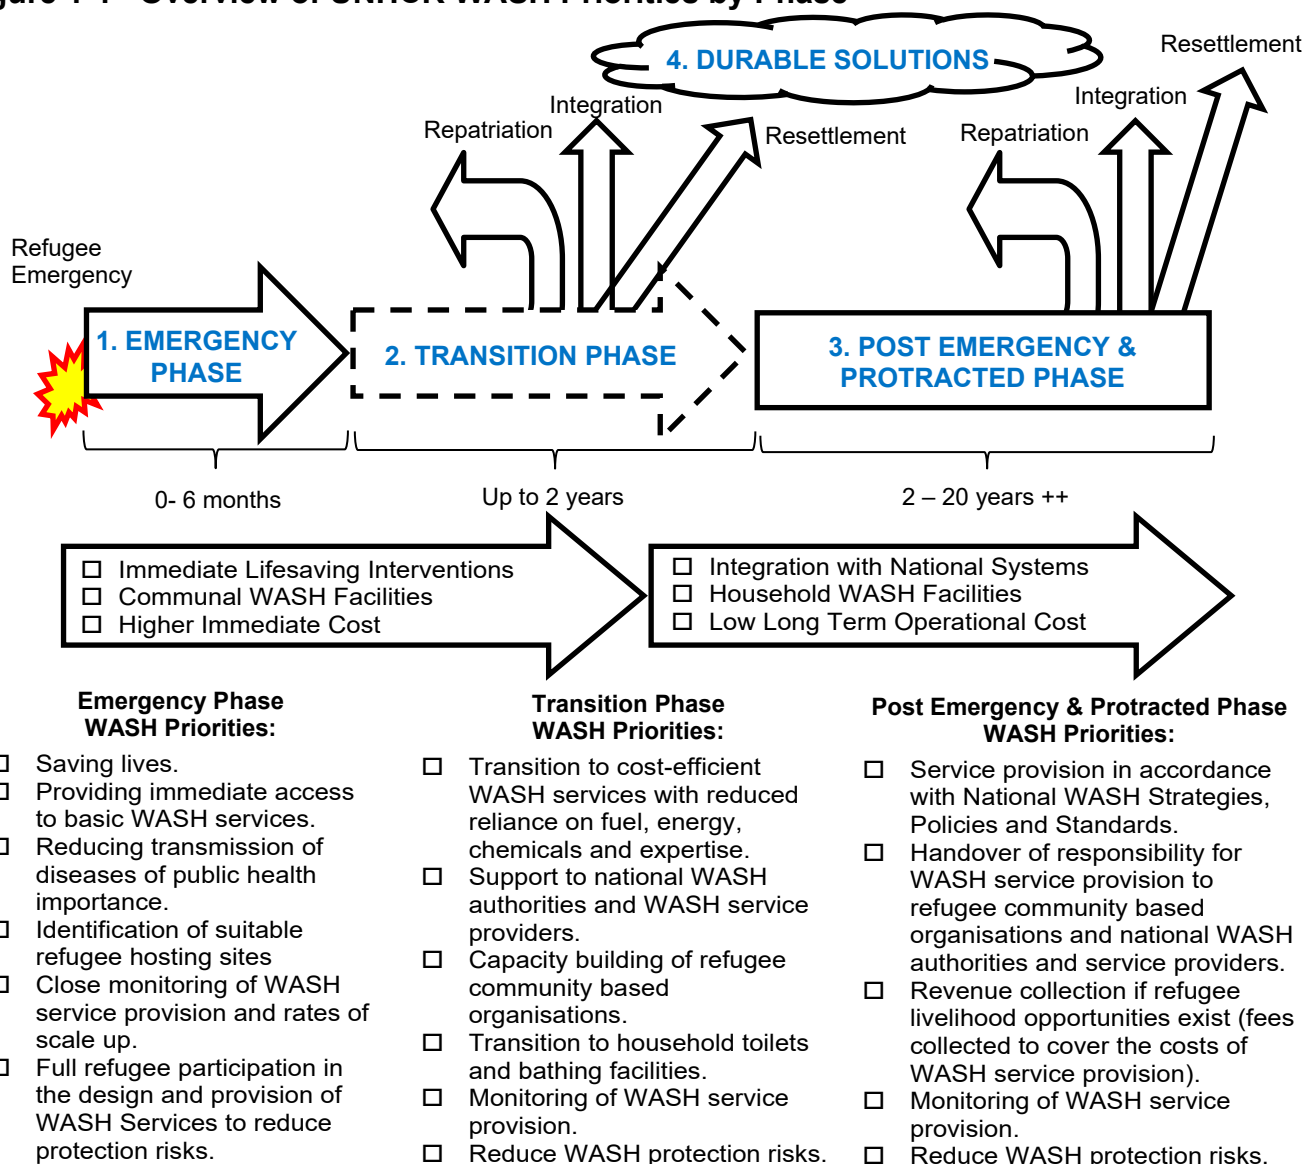 Overview of UNHCR WASH Priorities by Phase
4. DURABLE SOLUTIONS
Resettlement
Integration
Repatriation
Resettlement
Integration
Repatriation
Refugee
Emergency
1. EMERGENCY
PHASE
2. TRANSITION PHASE
3. POST EMERGENCY &
PROTRACTED PHASE
0- 6 months
Up to 2 years
2 – 20 years ++
☐ Immediate Lifesaving Interventions
☐ Communal WASH Facilities
☐ Higher Immediate Cost
☐ Integration with National Systems
☐ Household WASH Facilities
☐ Low Long Term Operational Cost
Emergency Phase
WASH Priorities:
☐ Saving lives.
☐ Providing immediate access
to basic WASH services.
☐ Reducing transmission of
diseases of public health
importance.
☐ Identification of suitable
refugee hosting sites
☐ Close monitoring of WASH
service provision and rates of
scale up.
☐ Full refugee participation in
the design and provision of
WASH Services to reduce
protection risks.
Transition Phase
WASH Priorities:
☐ Transition to cost-efficient
WASH services with reduced
reliance on fuel, energy,
chemicals and expertise.
☐ Support to national WASH
authorities and WASH service
providers.
☐ Capacity building of refugee
community based
organisations.
☐ Transition to household toilets
and bathing facilities.
☐ Monitoring of WASH service
provision.
☐ Reduce WASH protection risks.
Post Emergency & Protracted Phase
WASH Priorities:
☐ Service provision in accordance
with National WASH Strategies,
Policies and Standards.
☐ Handover of responsibility for
WASH service provision to
refugee community based
organisations and national WASH
authorities and service providers.
☐ Revenue collection if refugee
livelihood opportunities exist (fees
collected to cover the costs of
WASH service provision).
☐ Monitoring of WASH service
provision.
☐ Reduce WASH protection risks.